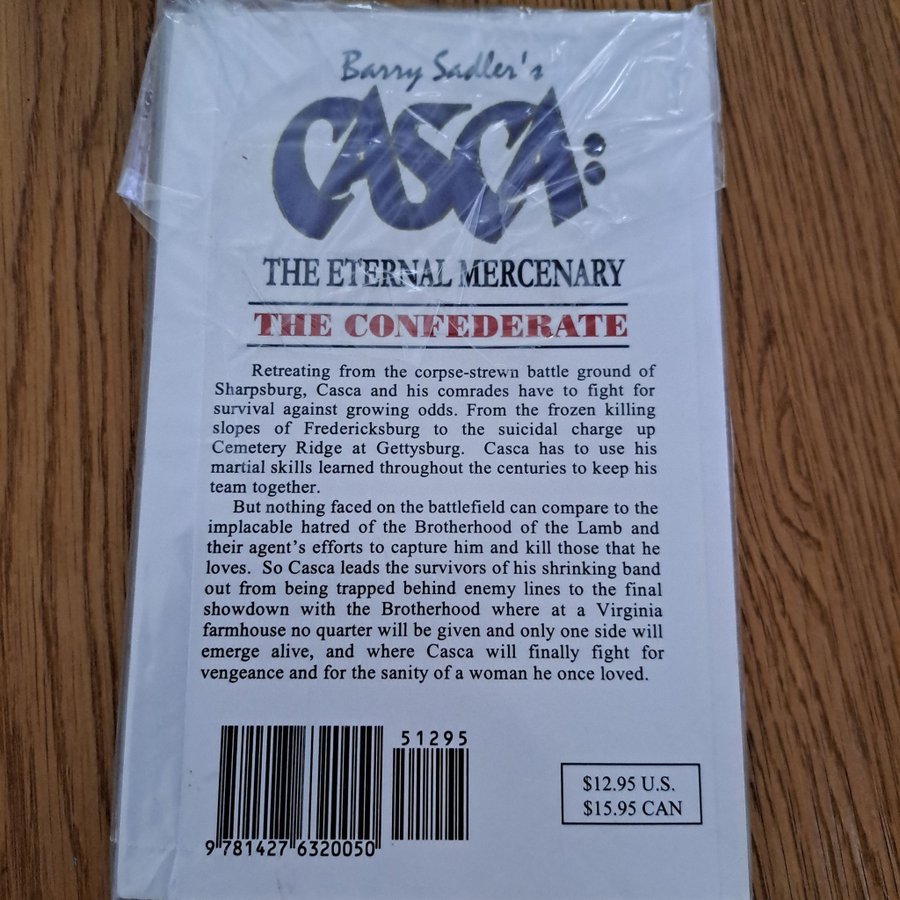 Barry Sadler's
CASCA:
THE ETERNAL MERCENARY
THE CONFEDERATE
Retreating from the corpse-strewn battle ground of
Sharpsburg, Casca and his comrades have to fight for
survival against growing odds. From the frozen killing
slopes of Fredericksburg to the suicidal charge up
Cemetery Ridge at Gettysburg. Casca has to use his
martial skills learned throughout the centuries to keep his
team together.
But nothing faced on the battlefield can compare to the
implacable hatred of the Brotherhood of the Lamb and
their agent's efforts to capture him and kill those that he
loves. So Casca leads the survivors of his shrinking band
out from being trapped behind enemy lines to the final
showdown with the Brotherhood where at a Virginia
farmhouse no quarter will be given and only one side will
emerge alive, and where Casca will finally fight for
vengeance and for the sanity of a woman he once loved.
51295
9 781427 632005 0
$12.95 U.S.
$15.95 CAN